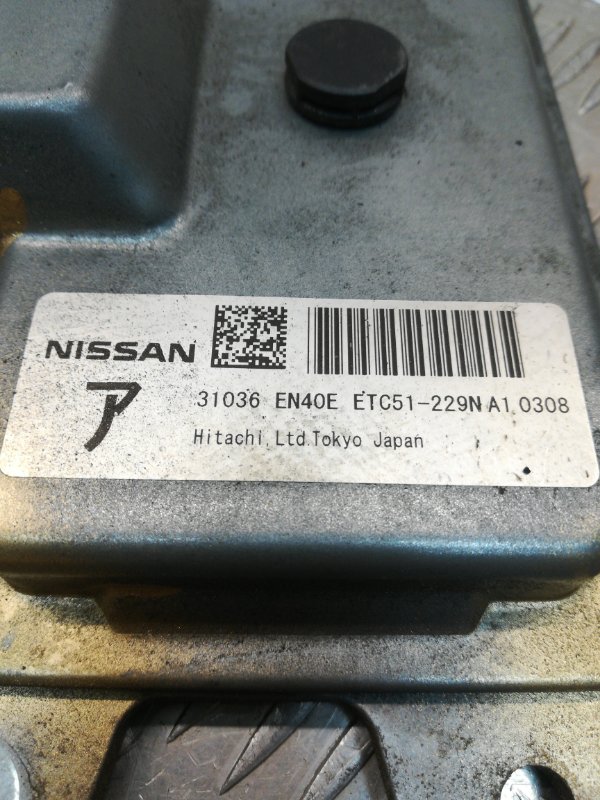 NISSAN
ア 31036 EN40E ETC51-229N A1 0308
Hitachi, Ltd. Tokyo Japan